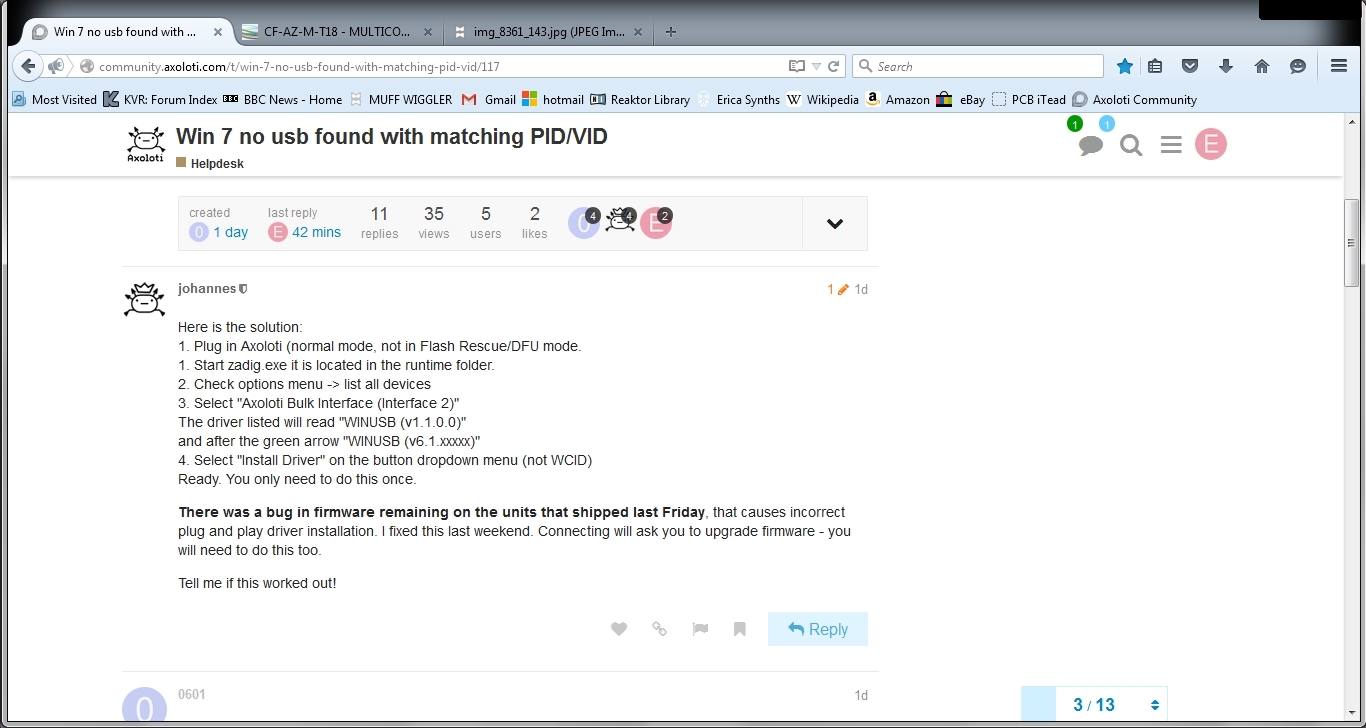 Win 7 no usb found with ...
CF-AZ-M-T18 - MULTICO...
img_8361_143.jpg (JPEG Im...
community.axoloti.com/t/win-7-no-usb-found-with-matching-pid-vid/117
Search
Most Visited KVR: Forum Index BBC News - Home MUFF WIGGLER Gmail hotmail Reaktor Library Erica Synths Wikipedia Amazon eBay PCB iTead Axoloti Community
Axoloti
Win 7 no usb found with matching PID/VID
Helpdesk
1 1
E
created last reply 11 35 5 2 0 4 4 E 2
0 1 day E 42 mins replies views users likes
johannes 1 1d
Here is the solution:
1. Plug in Axoloti (normal mode, not in Flash Rescue/DFU mode.
1. Start zadig.exe it is located in the runtime folder.
2. Check options menu -> list all devices
3. Select "Axoloti Bulk Interface (Interface 2)"
The driver listed will read "WINUSB (v1.1.0.0)"
and after the green arrow "WINUSB (v6.1.xxxxx)"
4. Select "Install Driver" on the button dropdown menu (not WCID)
Ready. You only need to do this once.
There was a bug in firmware remaining on the units that shipped last Friday, that causes incorrect
plug and play driver installation. I fixed this last weekend. Connecting will ask you to upgrade firmware - you
will need to do this too.
Tell me if this worked out!
Reply
0 0601 1d
3 / 13